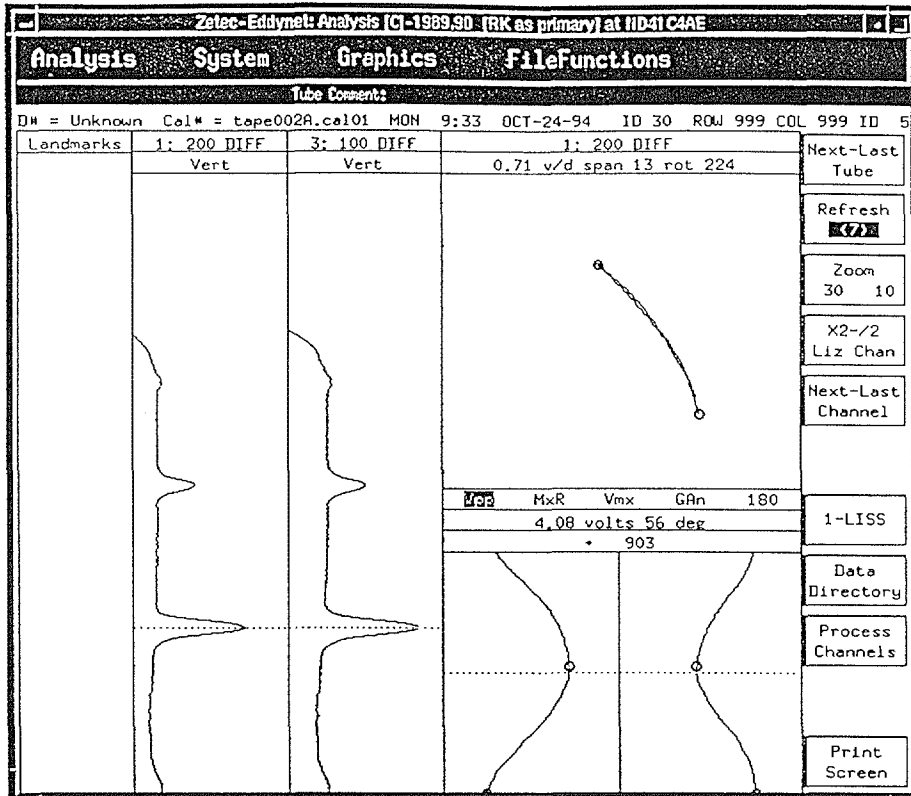 Zetec-Eddynet: Analysis (C)-1989,90 [RK as primary] at
Analysis System Graphics FileFunctions
Tube Comment:
D# = Unknown Cal# = tape002A.cal01 MON 9:33 OCT-24-94 ID 30 ROW 999 COL 999 ID 5
Landmarks
1: 200 DIFF
Vert
3: 100 DIFF
Vert
1: 200 DIFF
0.71 v/d span 13 rot 224
Vpp MxR Vmx GAn 180
4.08 volts 56 deg
+ 903
Next-Last
Tube
Refresh
<7>
Zoom
30 10
X2-/2
Liz Chan
Next-Last
Channel
1-LISS
Data
Directory
Process
Channels
Print
Screen